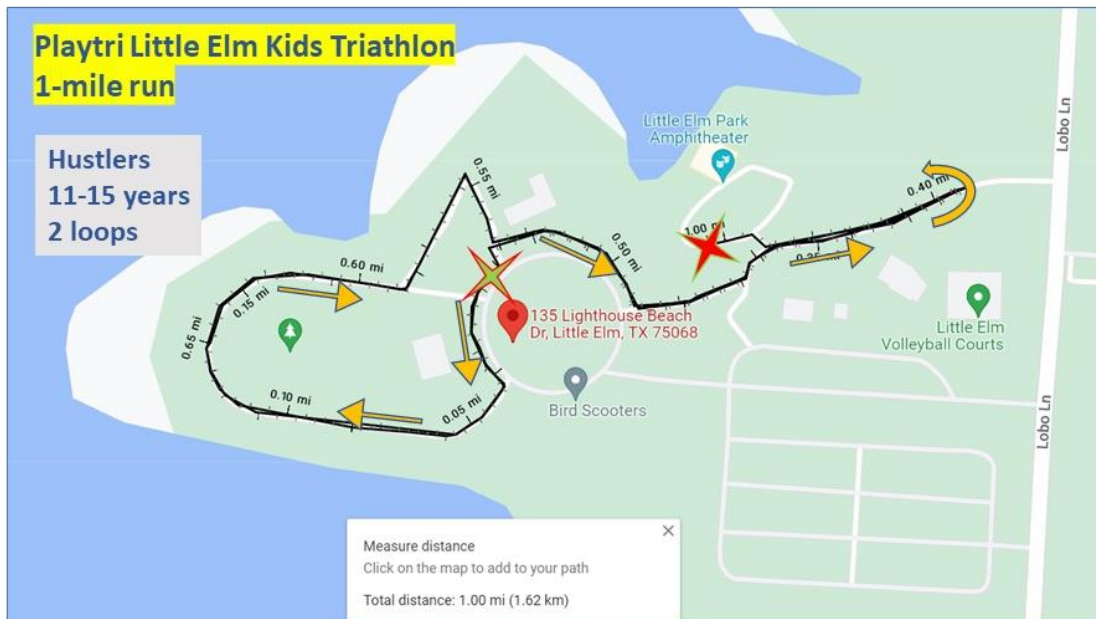 Playtri Little Elm Kids Triathlon
1-mile run
Hustlers
11-15 years
2 loops
Little Elm Park
Amphitheater
Lobo Ln
0.55 mi
0.40 mi
1.00 mi
0.50 mi
0.35 mi
0.60 mi
0.15 mi
0.65 mi
135 Lighthouse Beach
Dr, Little Elm, TX 75068
Little Elm
Volleyball Courts
0.10 mi
0.05 mi
Bird Scooters
Lobo Ln
Measure distance
Click on the map to add to your path
Total distance: 1.00 mi (1.62 km)